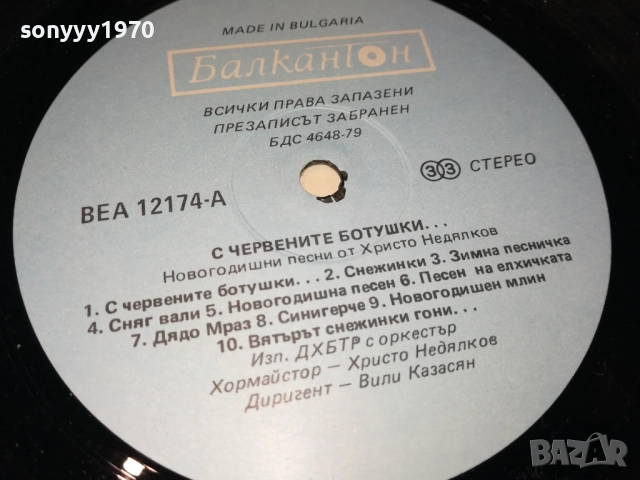 sonyyy1970
MADE IN BULGARIA
Балкантон
ВСИЧКИ ПРАВА ЗАПАЗЕНИ
ПРЕЗАПИСЪТ ЗАБРАНЕН
БДС 4648-79
33 СТЕРЕО
ВЕА 12174-А
С ЧЕРВЕНИТЕ БОТУШКИ. . .
Новогодишни песни от Христо Недялков
1. С червените ботушки. . . 2. Снежинки 3. Зимна песничка
4. Сняг вали 5. Новогодишна песен 6. Песен на елхичката
7. Дядо Мраз 8. Синигерче 9. Новогодишен млин
10. Вятърът снежинки гони. . .
Изп. ДХБТР с оркестър
Хормайстор – Христо Недялков
Диригент – Вили Казасян
BAZAR